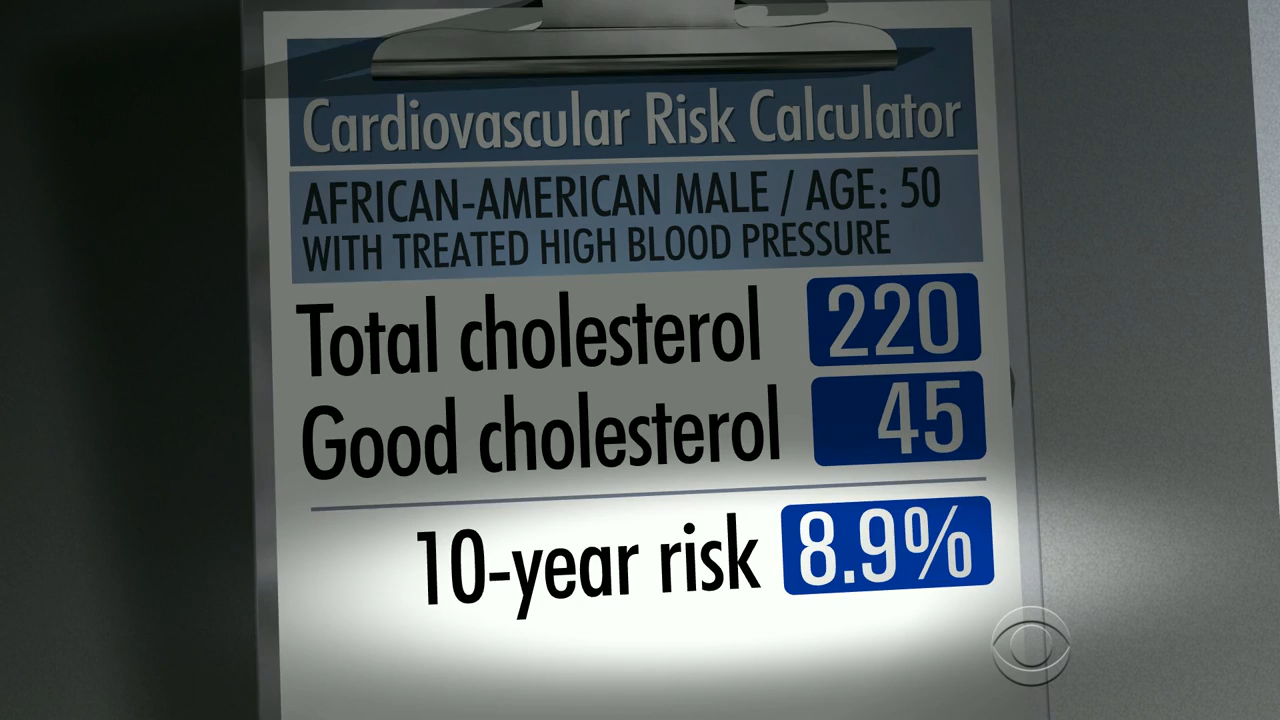 Cardiovascular Risk Calculator
AFRICAN-AMERICAN MALE / AGE: 50
WITH TREATED HIGH BLOOD PRESSURE
Total cholesterol 220
Good cholesterol 45
10-year risk 8.9%